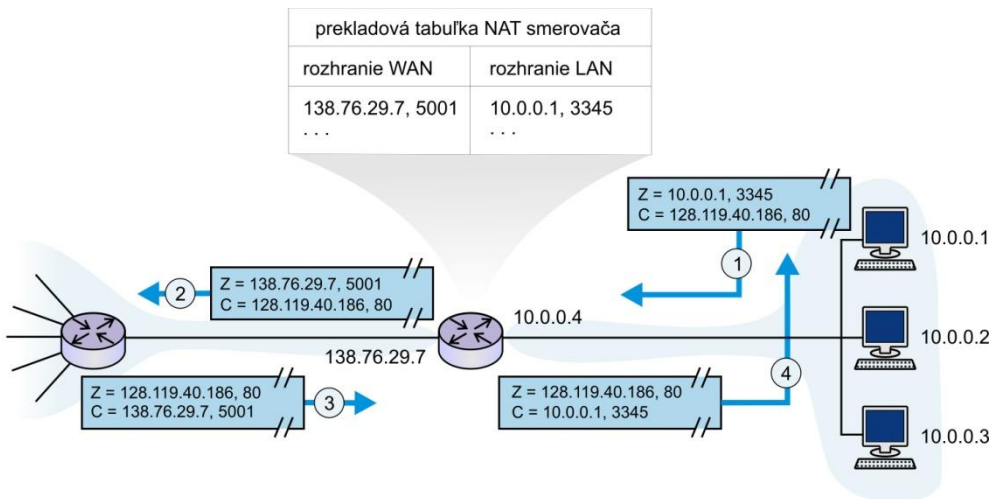 prekladová tabuľka NAT smerovača
rozhranie WAN
rozhranie LAN
138.76.29.7, 5001
10.0.0.1, 3345
. . .
. . .
Z = 10.0.0.1, 3345
C = 128.119.40.186, 80
1
10.0.0.1
2
Z = 138.76.29.7, 5001
C = 128.119.40.186, 80
10.0.0.4
138.76.29.7
10.0.0.2
Z = 128.119.40.186, 80
C = 138.76.29.7, 5001
3
Z = 128.119.40.186, 80
C = 10.0.0.1, 3345
4
10.0.0.3